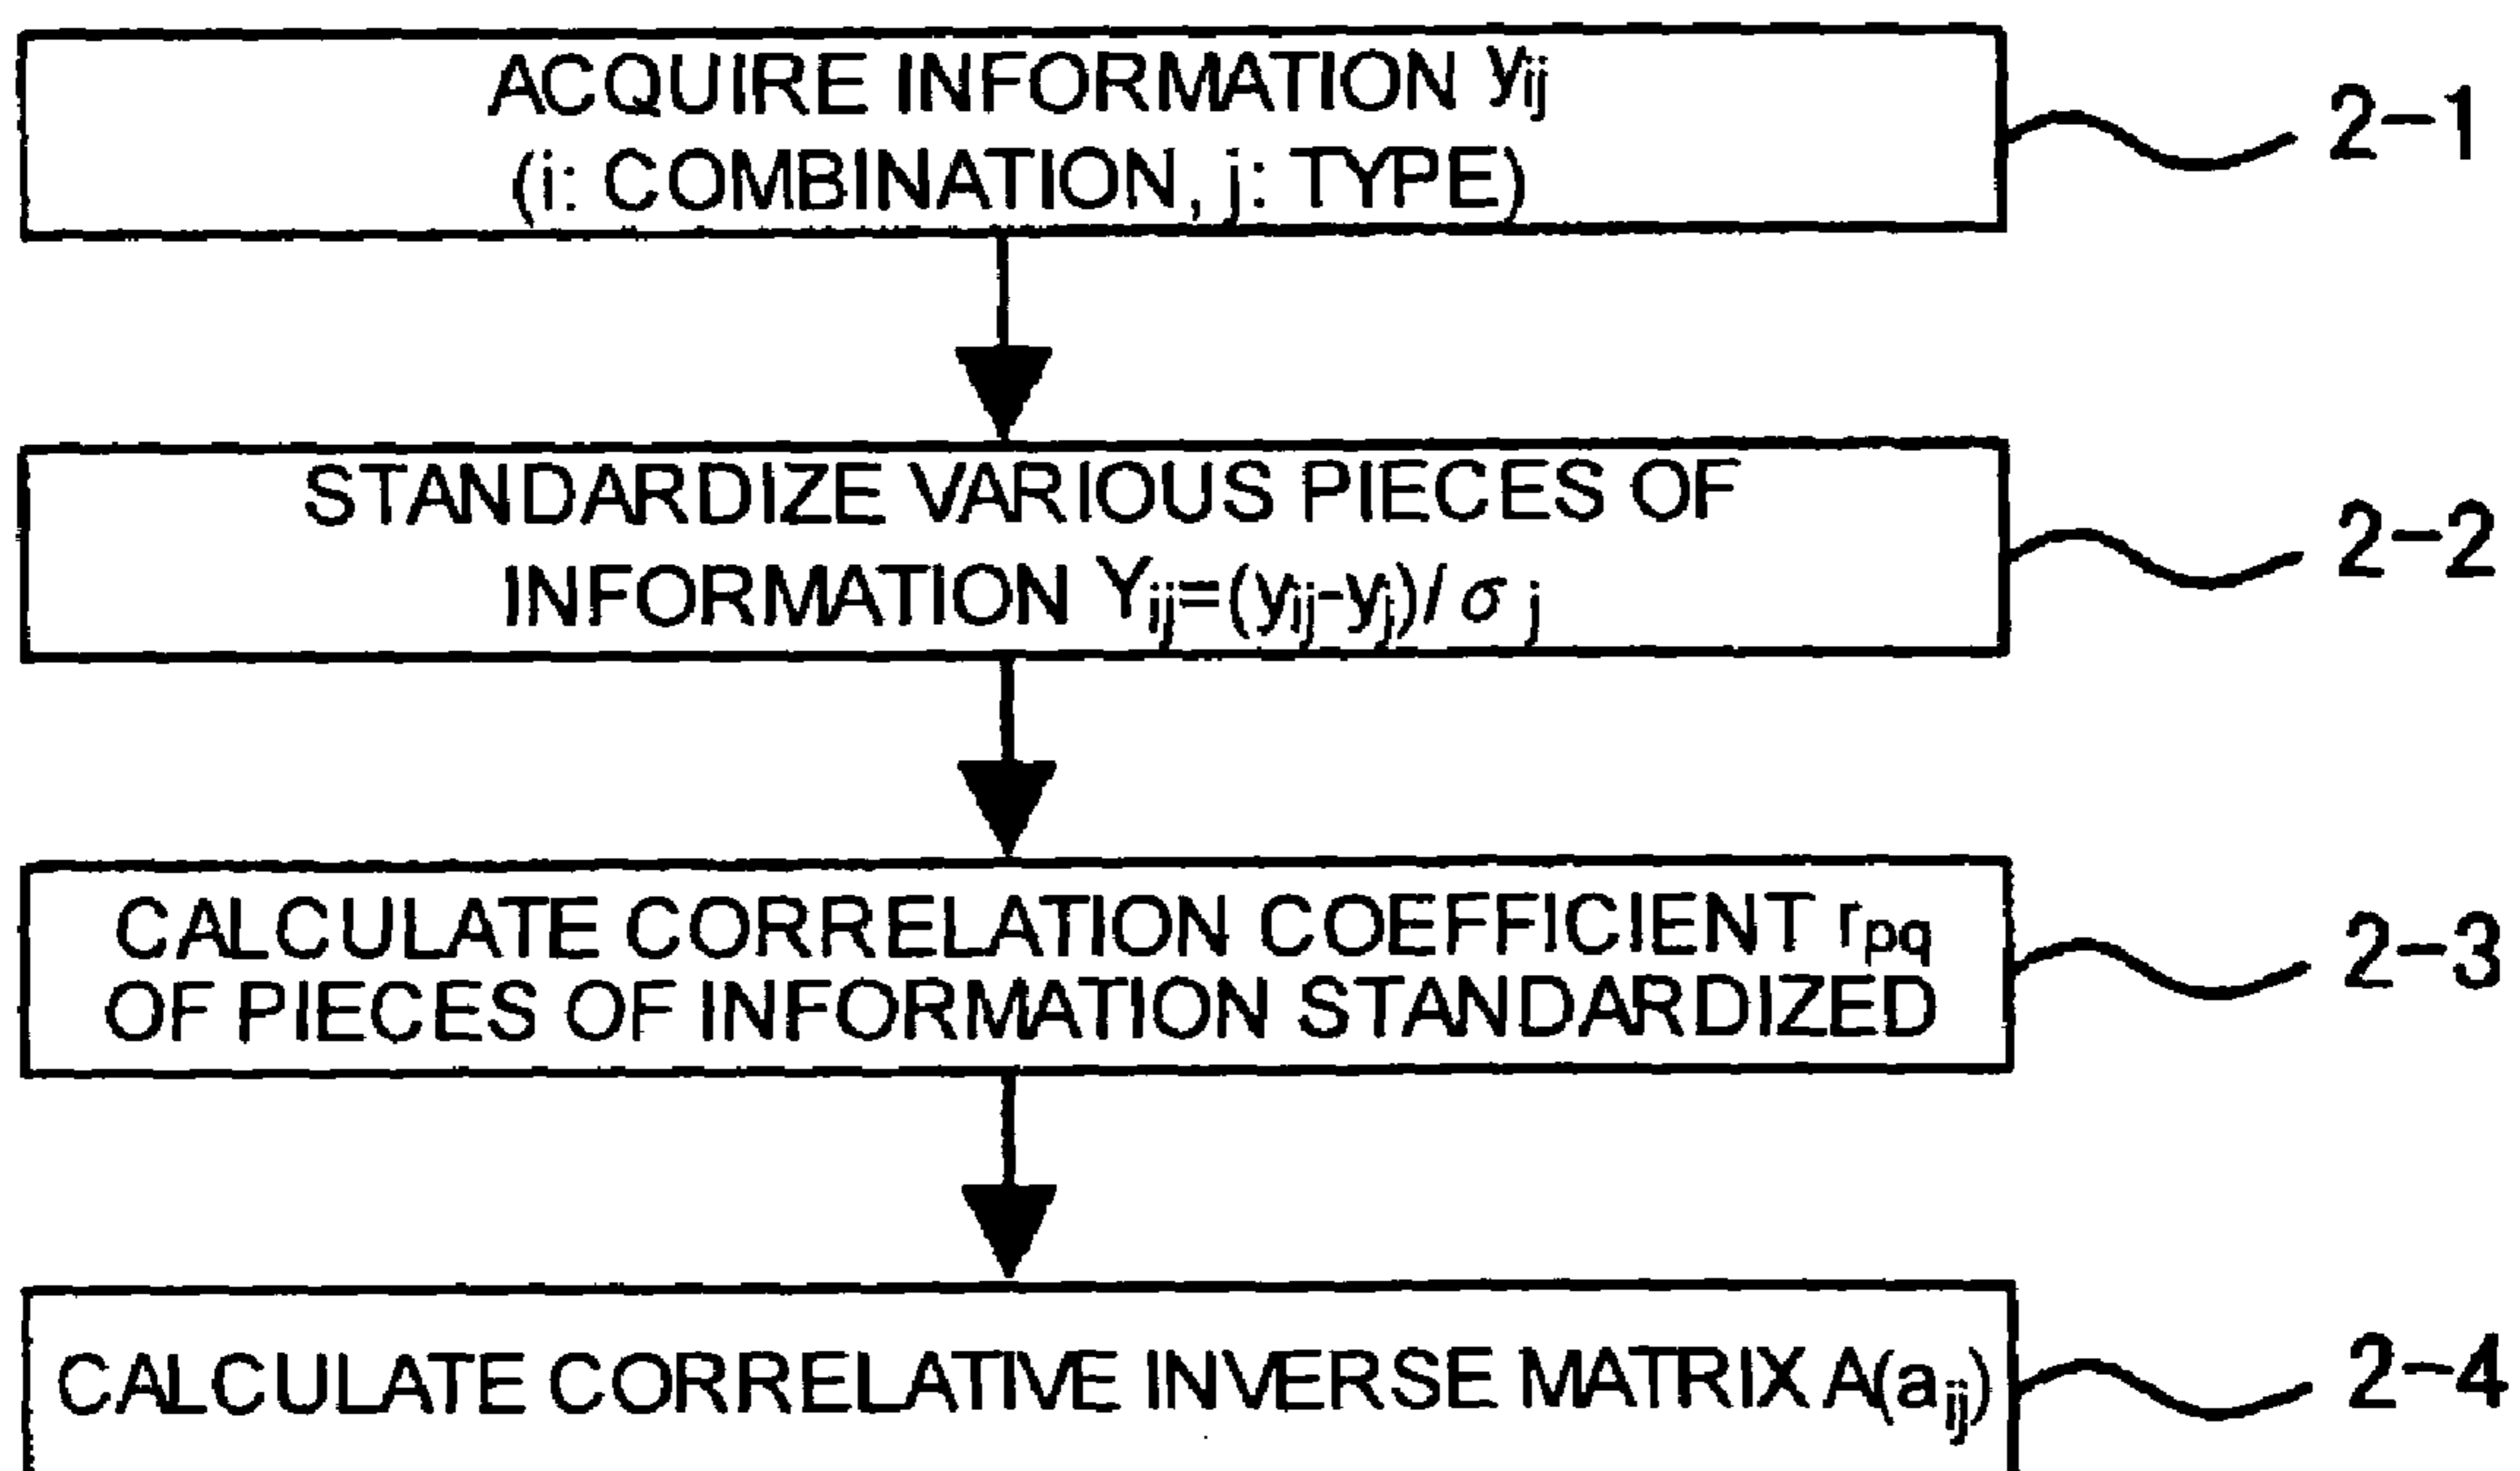 ACQUIRE INFORMATION yij
(i: COMBINATION, j: TYPE)
2-1
STANDARDIZE VARIOUS PIECES OF
INFORMATION Yij=(yij-yj)/σj
2-2
CALCULATE CORRELATION COEFFICIENT rpq
OF PIECES OF INFORMATION STANDARDIZED
2-3
CALCULATE CORRELATIVE INVERSE MATRIX A(aij)
2-4